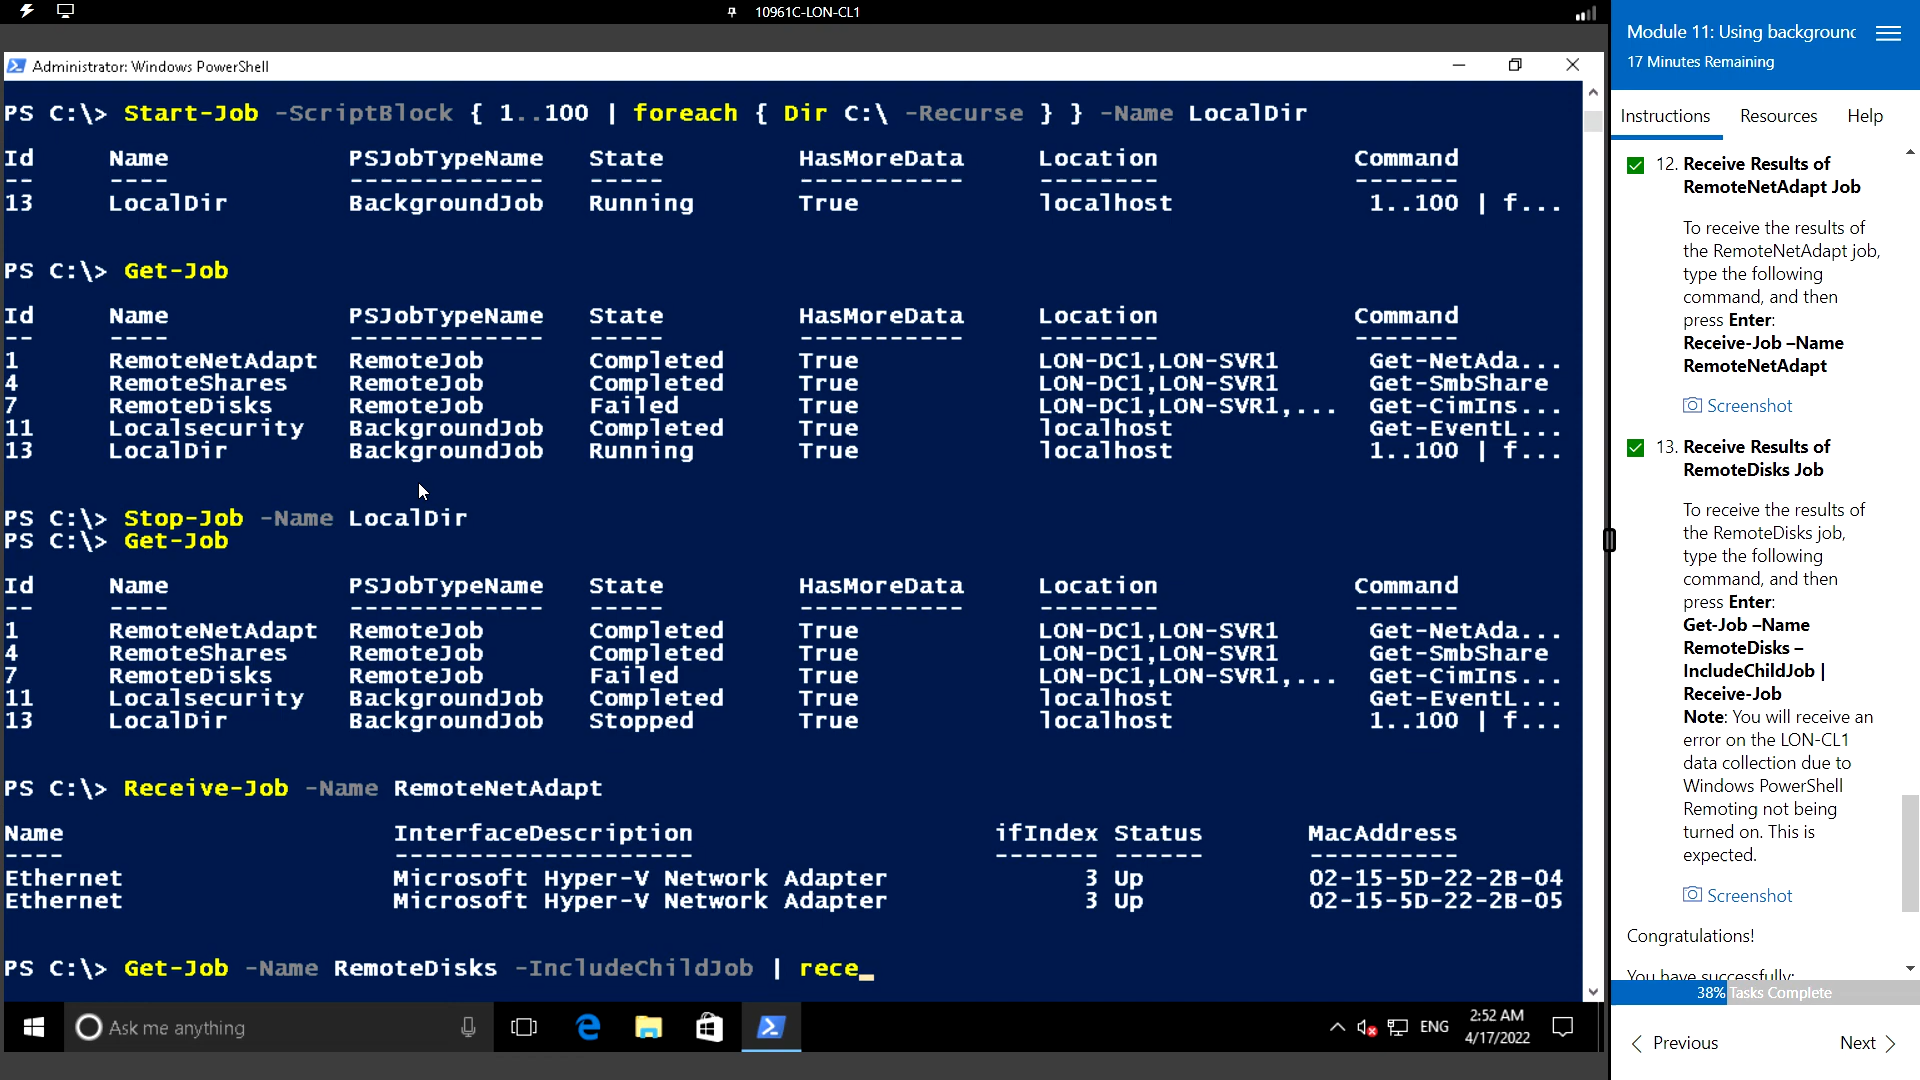 10961C-LON-CL1
Administrator: Windows PowerShell
PS C:\> Start-Job -ScriptBlock { 1..100 | foreach { Dir C:\ -Recurse } } -Name LocalDir
Id Name PSJobTypeName State HasMoreData Location Command
-- ---- ------------- ----- ----------- -------- -------
13 LocalDir BackgroundJob Running True localhost 1..100 | f...
PS C:\> Get-Job
Id Name PSJobTypeName State HasMoreData Location Command
-- ---- ------------- ----- ----------- -------- -------
1 RemoteNetAdapt RemoteJob Completed True LON-DC1,LON-SVR1 Get-NetAda...
4 RemoteShares RemoteJob Completed True LON-DC1,LON-SVR1 Get-SmbShare
7 RemoteDisks RemoteJob Failed True LON-DC1,LON-SVR1,... Get-CimIns...
11 Localsecurity BackgroundJob Completed True localhost Get-EventL...
13 LocalDir BackgroundJob Running True localhost 1..100 | f...
PS C:\> Stop-Job -Name LocalDir
PS C:\> Get-Job
Id Name PSJobTypeName State HasMoreData Location Command
-- ---- ------------- ----- ----------- -------- -------
1 RemoteNetAdapt RemoteJob Completed True LON-DC1,LON-SVR1 Get-NetAda...
4 RemoteShares RemoteJob Completed True LON-DC1,LON-SVR1 Get-SmbShare
7 RemoteDisks RemoteJob Failed True LON-DC1,LON-SVR1,... Get-CimIns...
11 Localsecurity BackgroundJob Completed True localhost Get-EventL...
13 LocalDir BackgroundJob Stopped True localhost 1..100 | f...
PS C:\> Receive-Job -Name RemoteNetAdapt
Name InterfaceDescription ifIndex Status MacAddress
---- -------------------- ------- ------ ----------
Ethernet Microsoft Hyper-V Network Adapter 3 Up 02-15-5D-22-2B-04
Ethernet Microsoft Hyper-V Network Adapter 3 Up 02-15-5D-22-2B-05
PS C:\> Get-Job -Name RemoteDisks -IncludeChildJob | rece_
Ask me anything
ENG
2:52 AM
4/17/2022
Module 11: Using background
17 Minutes Remaining
Instructions Resources Help
12. Receive Results of
RemoteNetAdapt Job
To receive the results of
the RemoteNetAdapt job,
type the following
command, and then
press Enter:
Receive-Job –Name
RemoteNetAdapt
Screenshot
13. Receive Results of
RemoteDisks Job
To receive the results of
the RemoteDisks job,
type the following
command, and then
press Enter:
Get-Job –Name
RemoteDisks –
IncludeChildJob |
Receive-Job
Note: You will receive an
error on the LON-CL1
data collection due to
Windows PowerShell
Remoting not being
turned on. This is
expected.
Screenshot
Congratulations!
You have successfully:
38% Tasks Complete
Previous Next